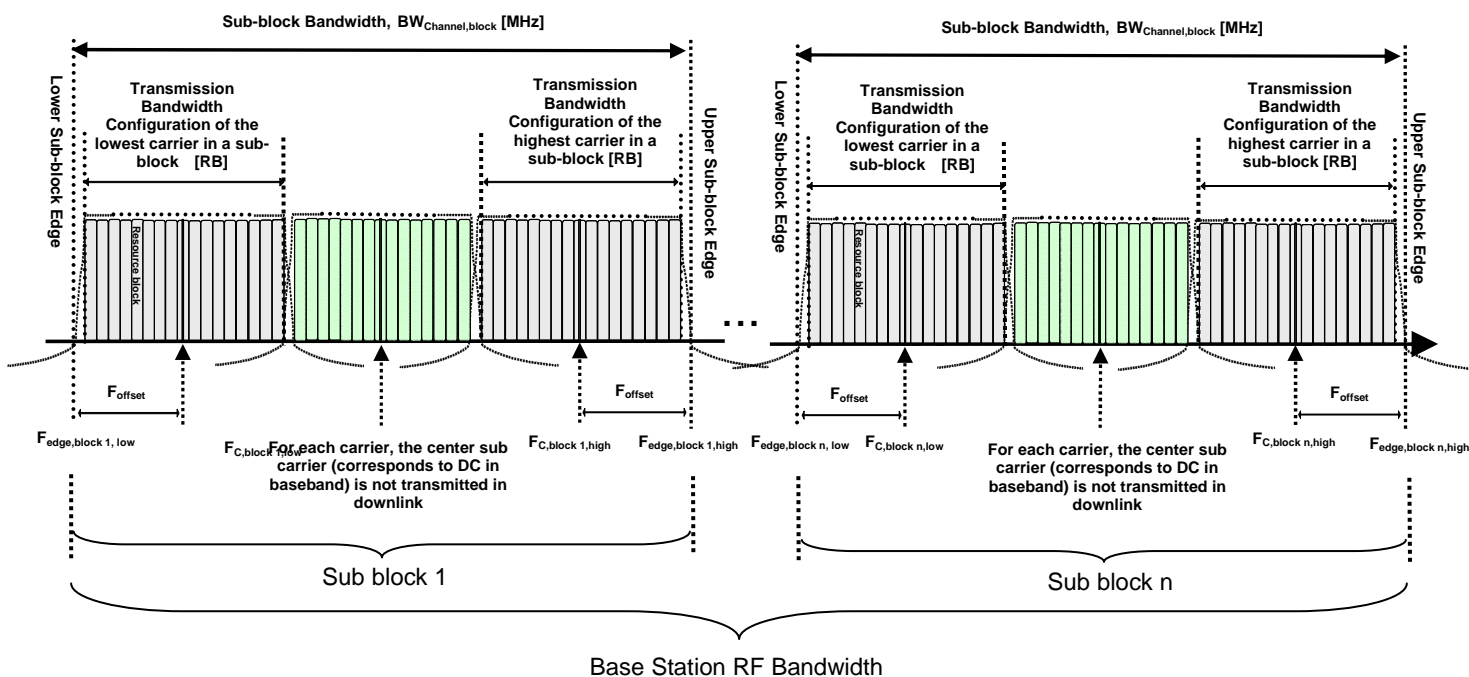 Sub-block Bandwidth, BWChannel,block [MHz]
Sub-block Bandwidth, BWChannel,block [MHz]
Lower Sub-block Edge
Transmission
Bandwidth
Configuration of the
lowest carrier in a sub-
block [RB]
Transmission
Bandwidth
Configuration of the
highest carrier in a
sub-block [RB]
Upper Sub-block Edge
Lower Sub-block Edge
Transmission
Bandwidth
Configuration of the
lowest carrier in
a sub-block [RB]
Transmission
Bandwidth
Configuration of the
highest carrier in a
sub-block [RB]
Upper Sub-block Edge
Resource block
...
Resource block
Foffset
Foffset
Foffset
Foffset
Fedge,block 1, low
FC,block 1,low
FC,block 1,high
Fedge,block 1,high
Fedge,block n, low
FC,block n,low
FC,block n,high
Fedge,block n,high
For each carrier, the center sub
carrier (corresponds to DC in
baseband) is not transmitted in
downlink
For each carrier, the center sub
carrier (corresponds to DC in
baseband) is not transmitted in
downlink
Sub block 1
Sub block n
Base Station RF Bandwidth